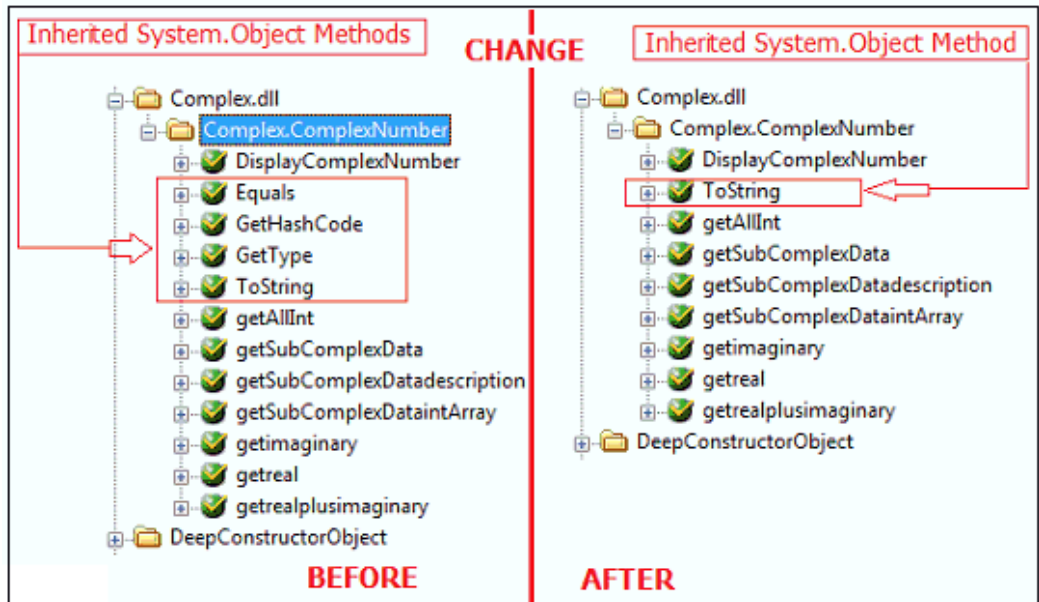 Inherited System.Object Methods
CHANGE
Inherited System.Object Method
Complex.dll
Complex.ComplexNumber
DisplayComplexNumber
Equals
GetHashCode
GetType
ToString
getAllInt
getSubComplexData
getSubComplexDatadescription
getSubComplexDataintArray
getimaginary
getreal
getrealplusimaginary
DeepConstructorObject
BEFORE
Complex.dll
Complex.ComplexNumber
DisplayComplexNumber
ToString
getAllInt
getSubComplexData
getSubComplexDatadescription
getSubComplexDataintArray
getimaginary
getreal
getrealplusimaginary
DeepConstructorObject
AFTER